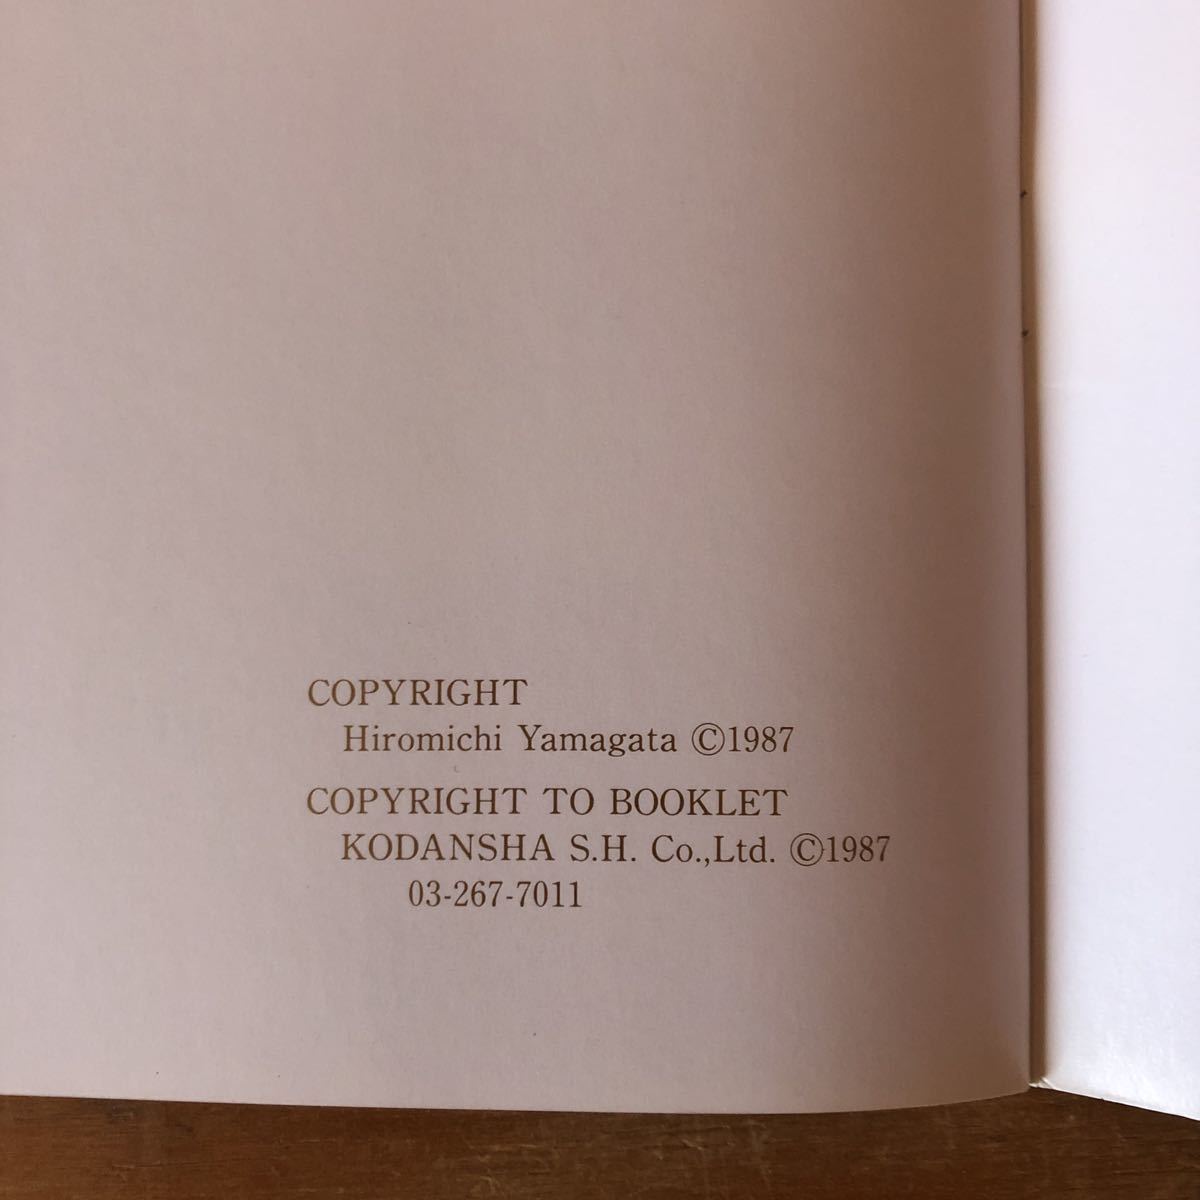 COPYRIGHT
Hiromichi Yamagata ©1987
COPYRIGHT TO BOOKLET
KODANSHA S.H. Co.,Ltd. ©1987
03-267-7011